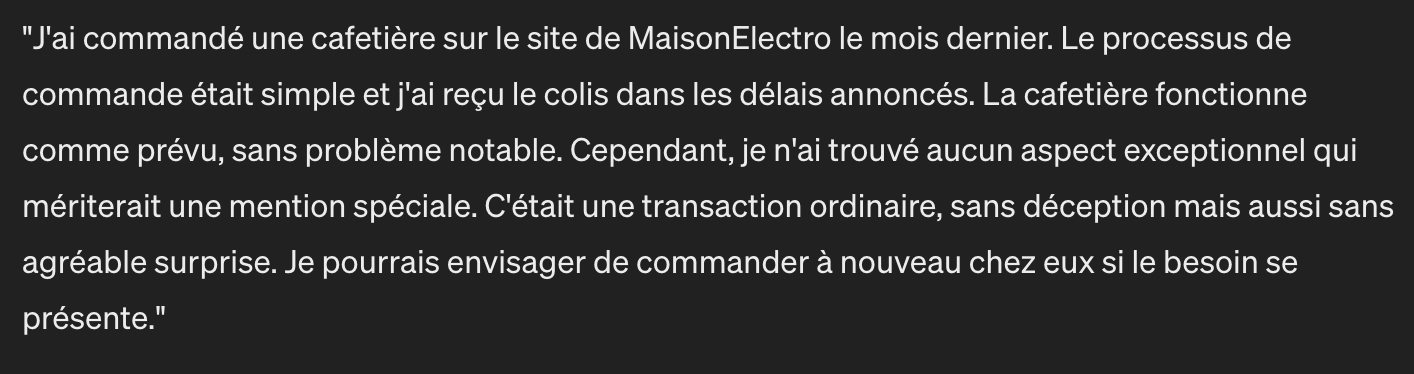 "J'ai commandé une cafetière sur le site de MaisonElectro le mois dernier. Le processus de
commande était simple et j'ai reçu le colis dans les délais annoncés. La cafetière fonctionne
comme prévu, sans problème notable. Cependant, je n'ai trouvé aucun aspect exceptionnel qui
mériterait une mention spéciale. C'était une transaction ordinaire, sans déception mais aussi sans
agréable surprise. Je pourrais envisager de commander à nouveau chez eux si le besoin se
présente."